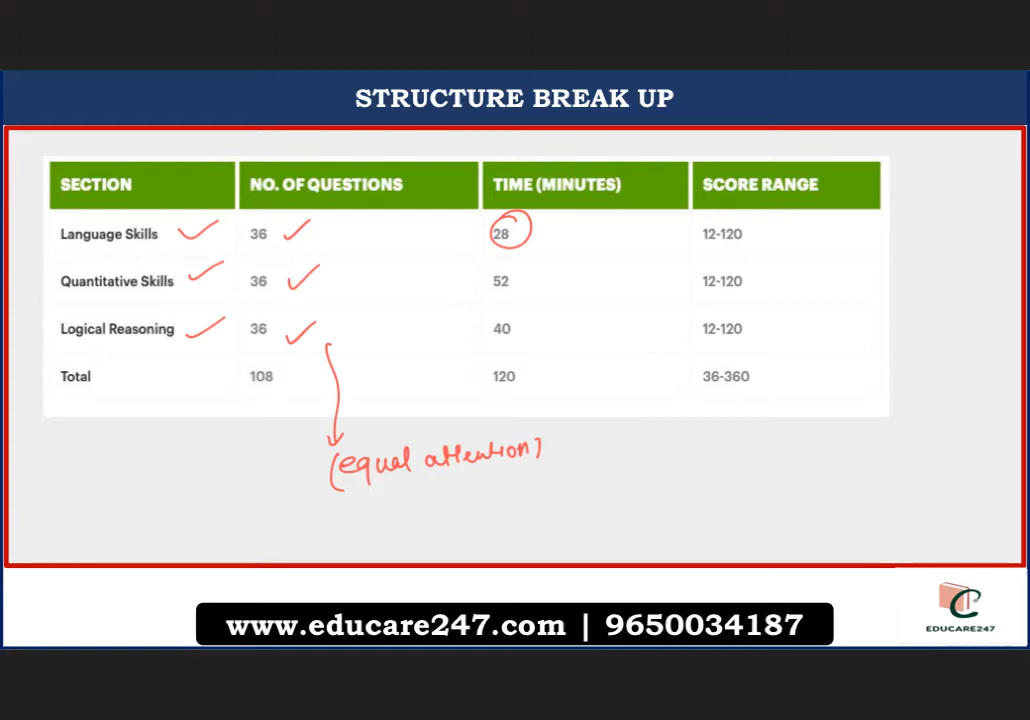 STRUCTURE BREAK UP
SECTION NO. OF QUESTIONS TIME (MINUTES) SCORE RANGE
Language Skills 36 28 12-120
Quantitative Skills 36 52 12-120
Logical Reasoning 36 40 12-120
Total 108 120 36-360
(equal attention)
www.educare247.com | 9650034187
EDUCARE247